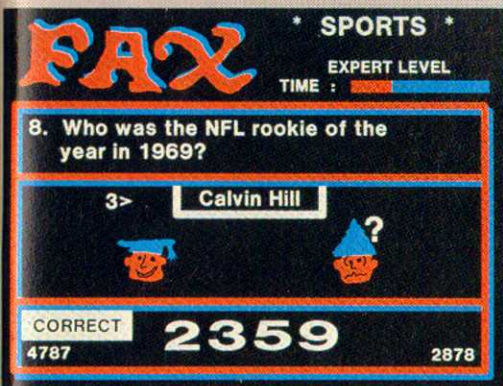 FAX
* SPORTS *
EXPERT LEVEL
TIME :
8. Who was the NFL rookie of the
year in 1969?
3>
Calvin Hill
?
CORRECT
2359
4787
2878